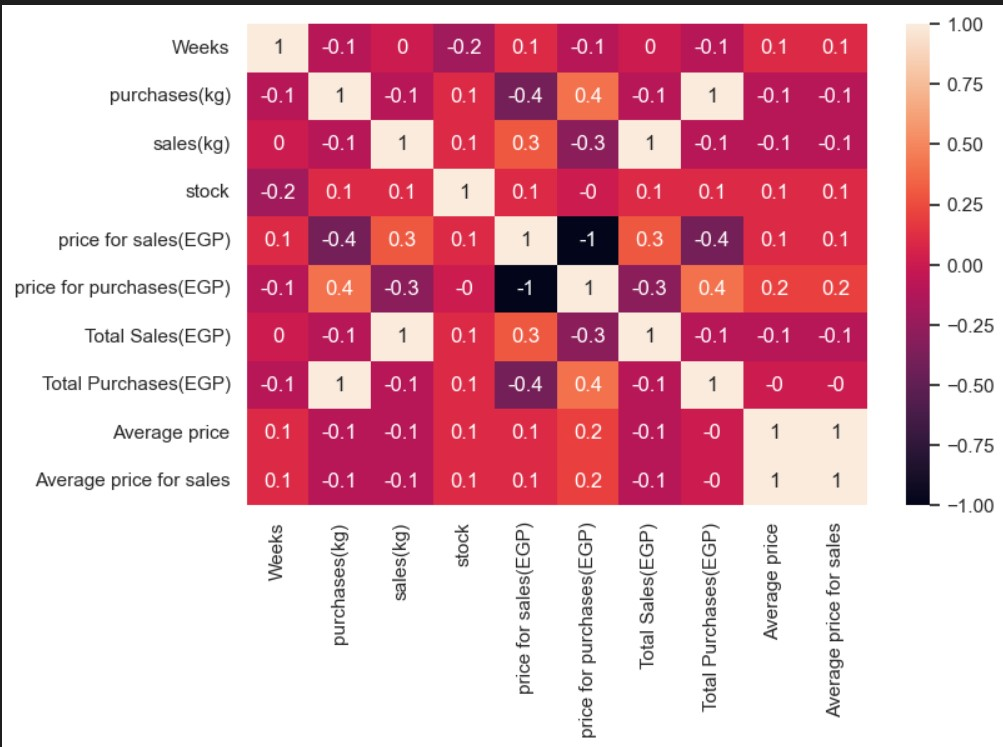 Weeks 1 -0.1 0 -0.2 0.1 -0.1 0 -0.1 0.1 0.1
purchases(kg) -0.1 1 -0.1 0.1 -0.4 0.4 -0.1 1 -0.1 -0.1
sales(kg) 0 -0.1 1 0.1 0.3 -0.3 1 -0.1 -0.1 -0.1
stock -0.2 0.1 0.1 1 0.1 -0 0.1 0.1 0.1 0.1
price for sales(EGP) 0.1 -0.4 0.3 0.1 1 -1 0.3 -0.4 0.1 0.1
price for purchases(EGP) -0.1 0.4 -0.3 -0 -1 1 -0.3 0.4 0.2 0.2
Total Sales(EGP) 0 -0.1 1 0.1 0.3 -0.3 1 -0.1 -0.1 -0.1
Total Purchases(EGP) -0.1 1 -0.1 0.1 -0.4 0.4 -0.1 1 -0 -0
Average price 0.1 -0.1 -0.1 0.1 0.1 0.2 -0.1 -0 1 1
Average price for sales 0.1 -0.1 -0.1 0.1 0.1 0.2 -0.1 -0 1 1
Weeks
purchases(kg)
sales(kg)
stock
price for sales(EGP)
price for purchases(EGP)
Total Sales(EGP)
Total Purchases(EGP)
Average price
Average price for sales
1.00
0.75
0.50
0.25
0.00
−0.25
−0.50
−0.75
−1.00